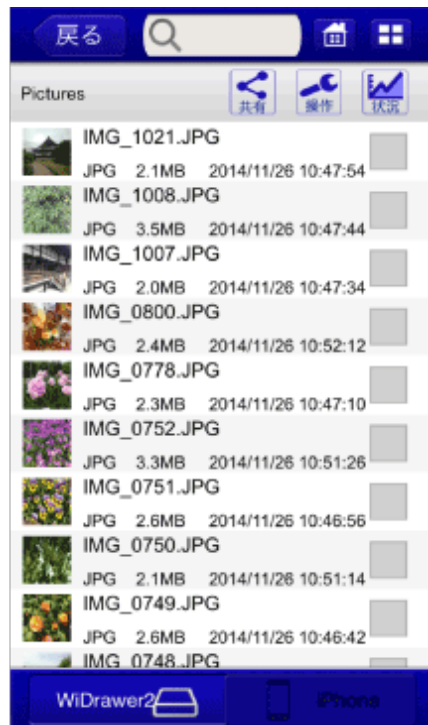 戻る
Pictures
共有
操作
状況
IMG_1021.JPG
JPG 2.1MB 2014/11/26 10:47:54
IMG_1008.JPG
JPG 3.5MB 2014/11/26 10:47:44
IMG_1007.JPG
JPG 2.0MB 2014/11/26 10:47:34
IMG_0800.JPG
JPG 2.4MB 2014/11/26 10:52:12
IMG_0778.JPG
JPG 2.3MB 2014/11/26 10:47:10
IMG_0752.JPG
JPG 3.3MB 2014/11/26 10:51:26
IMG_0751.JPG
JPG 2.6MB 2014/11/26 10:46:56
IMG_0750.JPG
JPG 2.1MB 2014/11/26 10:51:14
IMG_0749.JPG
JPG 2.6MB 2014/11/26 10:46:42
IMG_0748.JPG
WiDrawer2
iPhone